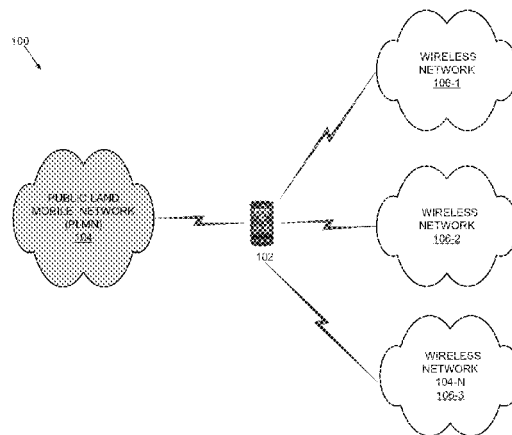 100
PUBLIC LAND
MOBILE NETWORK
(PLMN)
104
102
WIRELESS
NETWORK
106-1
WIRELESS
NETWORK
106-2
WIRELESS
NETWORK
104-N
106-3